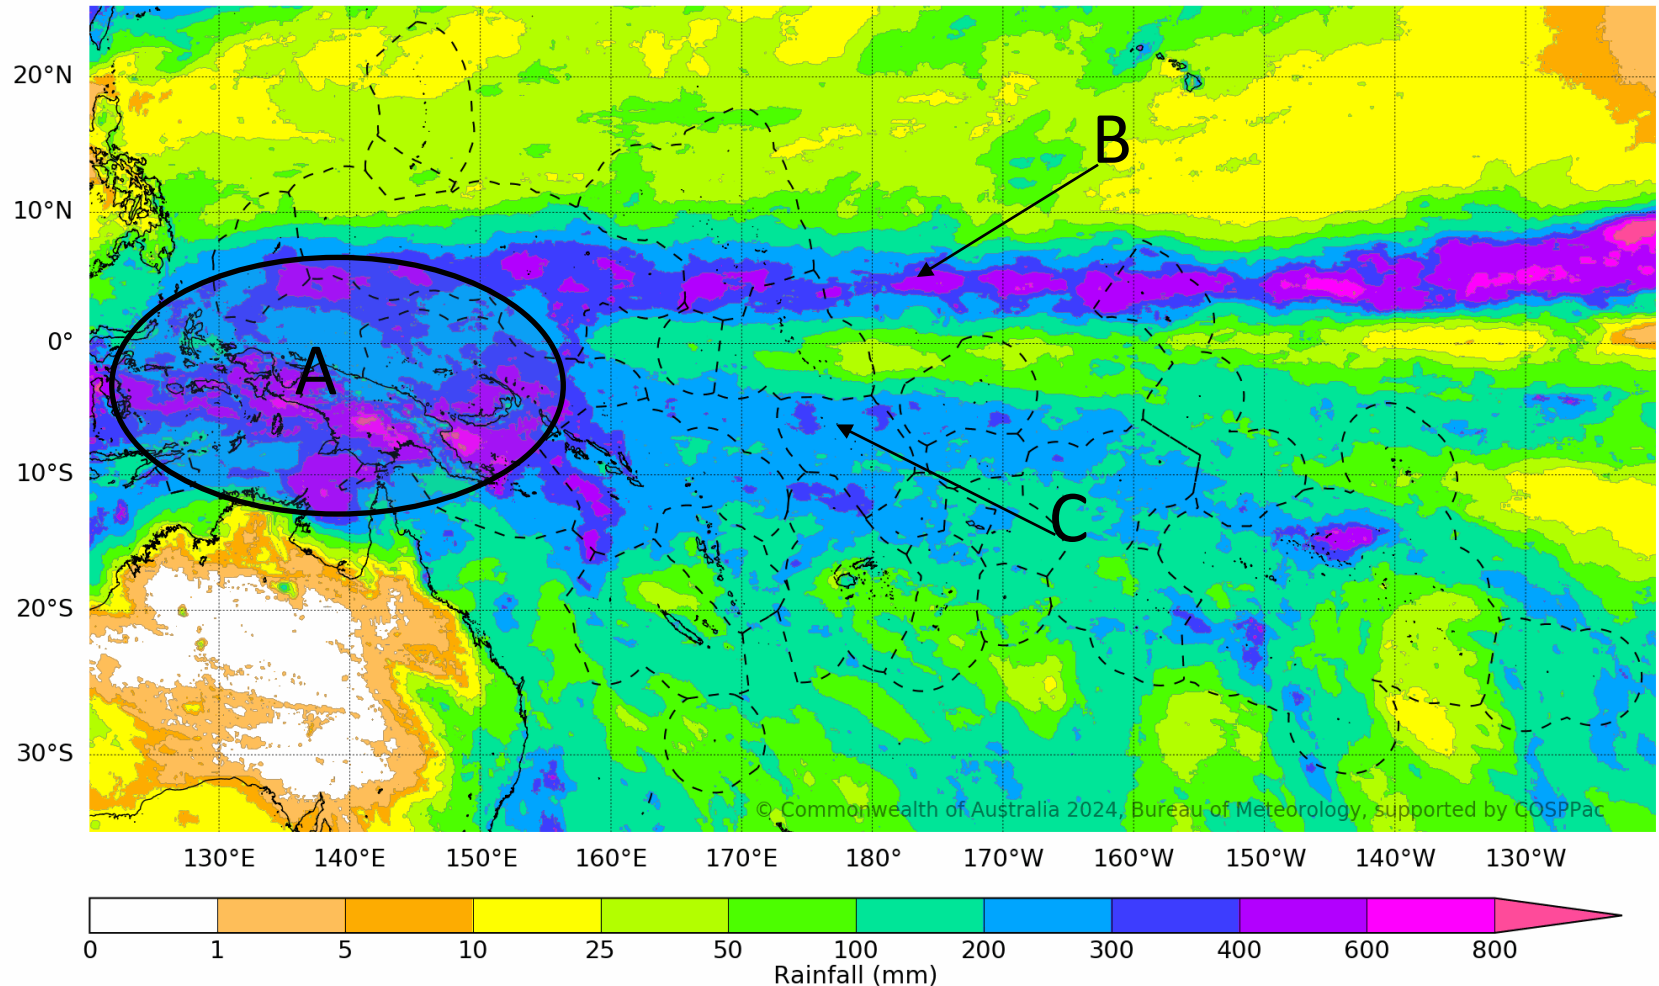 20°N
10°N
0°
10°S
20°S
30°S
A
B
C
© Commonwealth of Australia 2024, Bureau of Meteorology, supported by COSPPac
130°E 140°E 150°E 160°E 170°E 180° 170°W 160°W 150°W 140°W 130°W
0 1 5 10 25 50 100 200 300 400 600 800
Rainfall (mm)